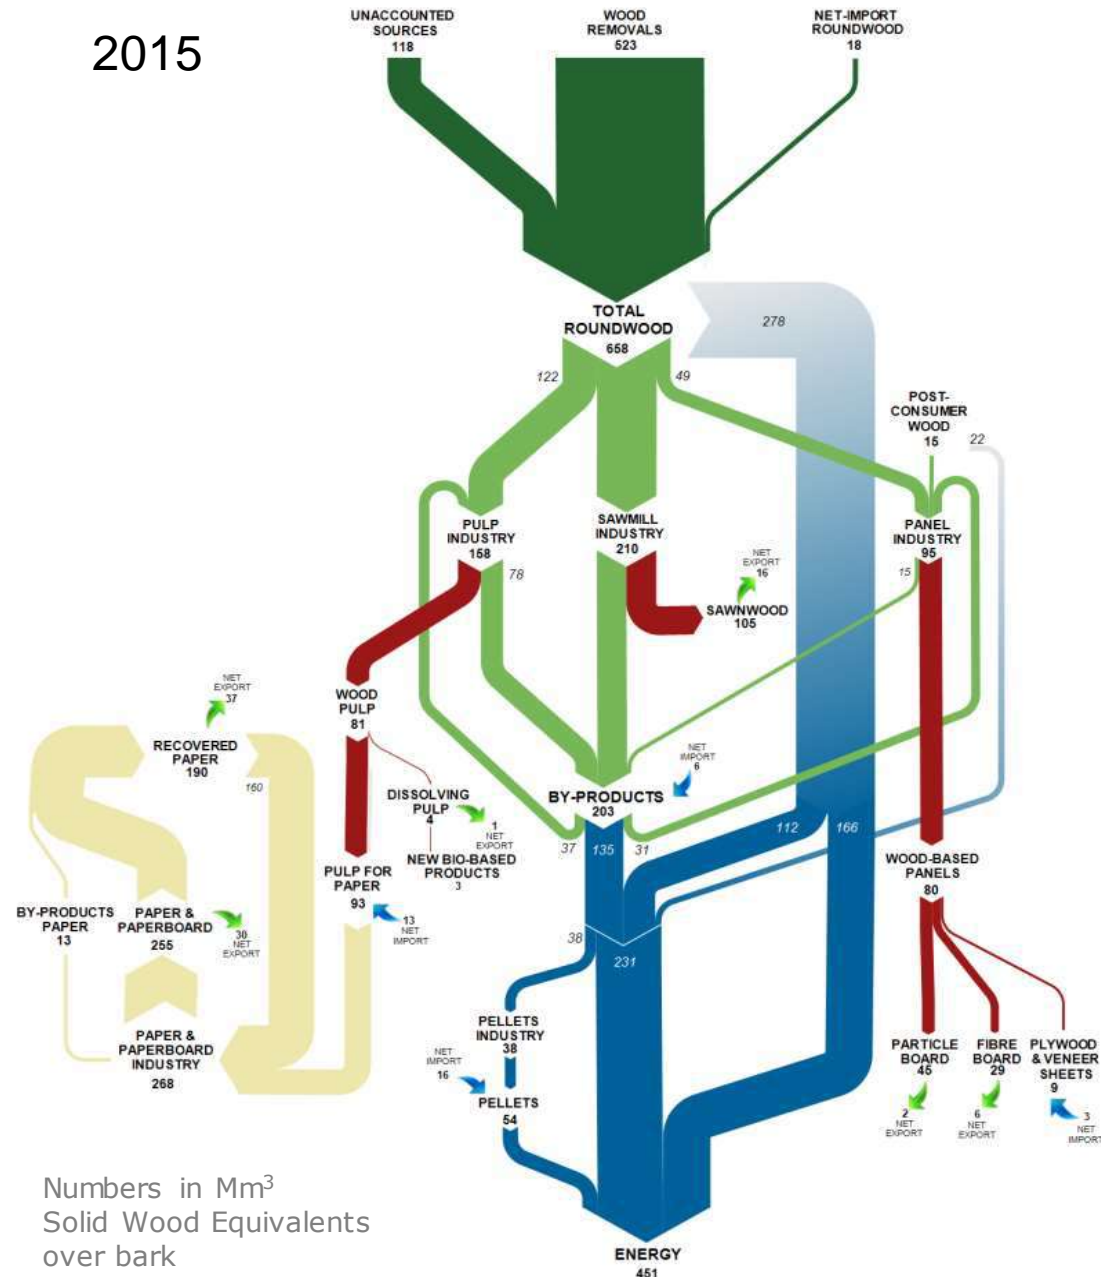 2015
UNACCOUNTED
SOURCES
118
WOOD
REMOVALS
523
NET-IMPORT
ROUNDWOOD
18
TOTAL
ROUNDWOOD
658
278
122
49
POST-
CONSUMER
WOOD
15
22
PULP
INDUSTRY
158
78
SAWMILL
INDUSTRY
210
NET
EXPORT
16
SAWNWOOD
105
PANEL
INDUSTRY
95
15
NET
EXPORT
37
RECOVERED
PAPER
190
160
WOOD
PULP
81
DISSOLVING
PULP
4
1
NET
EXPORT
NEW BIO-BASED
PRODUCTS
3
NET
IMPORT
6
BY-PRODUCTS
203
37
135
31
112
166
WOOD-BASED
PANELS
80
PULP FOR
PAPER
93
13
NET
IMPORT
BY-PRODUCTS
PAPER
13
PAPER &
PAPERBOARD
255
30
NET
EXPORT
38
231
PAPER &
PAPERBOARD
INDUSTRY
268
PELLETS
INDUSTRY
38
NET
IMPORT
16
PELLETS
54
PARTICLE
BOARD
45
2
NET
EXPORT
FIBRE
BOARD
29
6
NET
EXPORT
PLYWOOD
& VENEER
SHEETS
9
3
NET
IMPORT
Numbers in Mm³
Solid Wood Equivalents
over bark
ENERGY
451